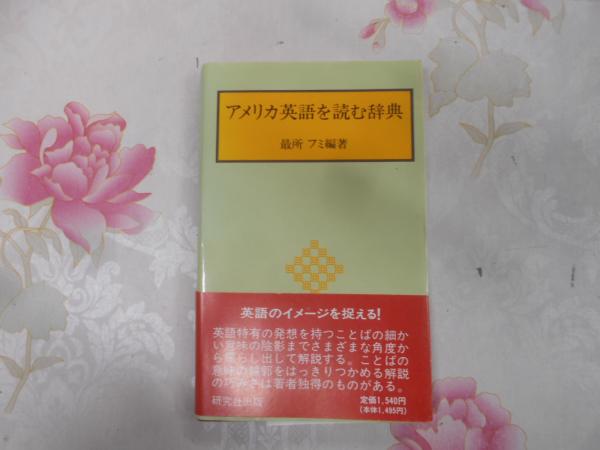 アメリカ英語を読む辞典
最所 フミ編著
英語のイメージを捉える!
英語特有の発想を持つことばの細か
い意味の陰影までさまざまな角度か
ら照らし出して解説する。ことばの
意味の輪郭をはっきりつかめる解説
の巧みさは著者独得のものがある。
研究社出版
定価1,540円
(本体1,495円)